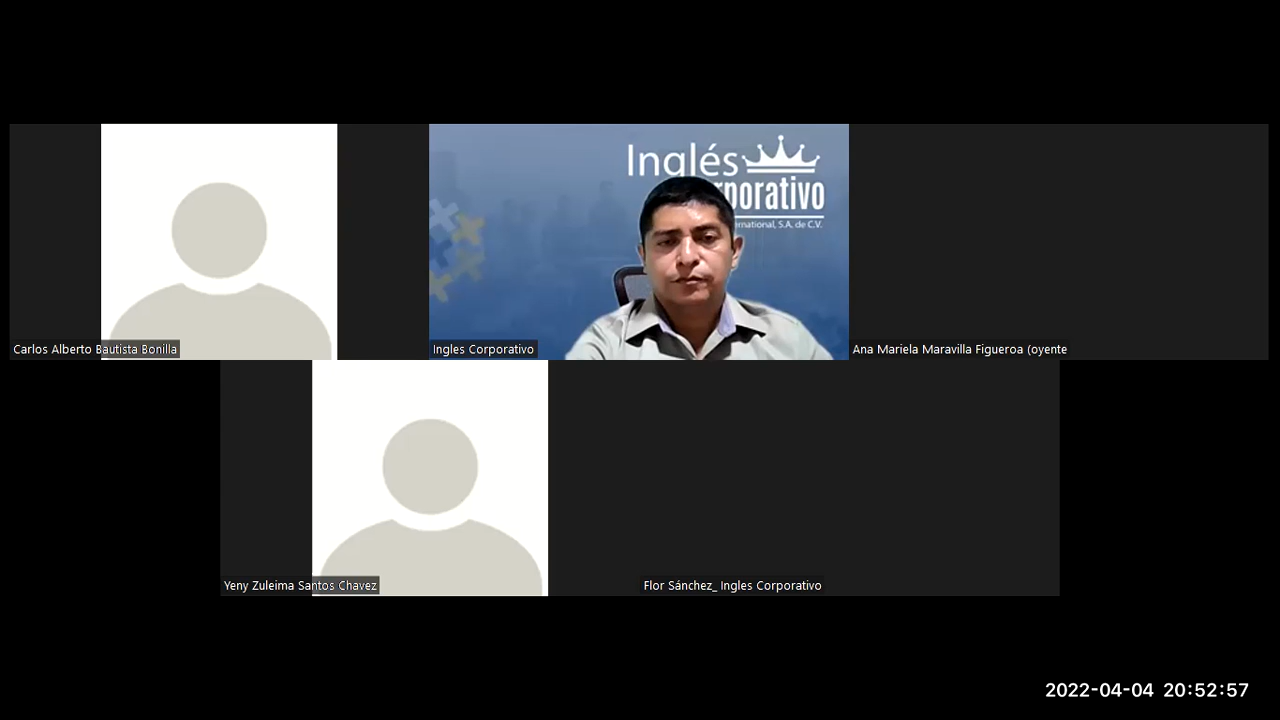 Inglés
rporativo
ernational, S.A. de C.V.
Carlos Alberto Bautista Bonilla
Ingles Corporativo
Ana Mariela Maravilla Figueroa (oyente
Yeny Zuleima Santos Chavez
Flor Sánchez_ Ingles Corporativo
2022-04-04 20:52:57